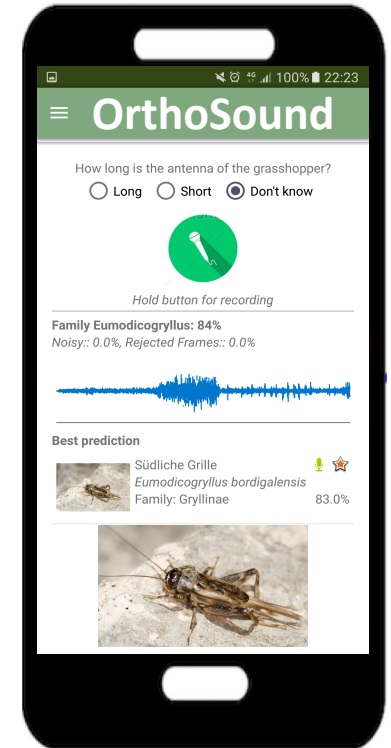 4G 100% 22:23
OrthoSound
How long is the antenna of the grasshopper?
Long Short Don't know
Hold button for recording
Family Eumodicogryllus: 84%
Noisy:: 0.0%, Rejected Frames:: 0.0%
Best prediction
Südliche Grille
Eumodicogryllus bordigalensis
Family: Gryllinae 83.0%